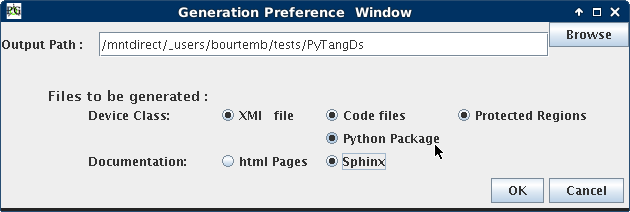 Generation Preference Window
Output Path : /mntdirect/_users/bourtemb/tests/PyTangDs Browse
Files to be generated :
Device Class: XMI file Code files Protected Regions
Python Package
Documentation: html Pages Sphinx
OK Cancel